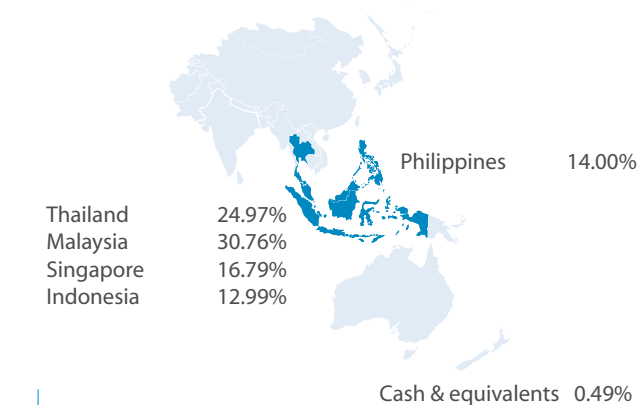 Philippines 14.00%
Thailand 24.97%
Malaysia 30.76%
Singapore 16.79%
Indonesia 12.99%
Cash & equivalents 0.49%